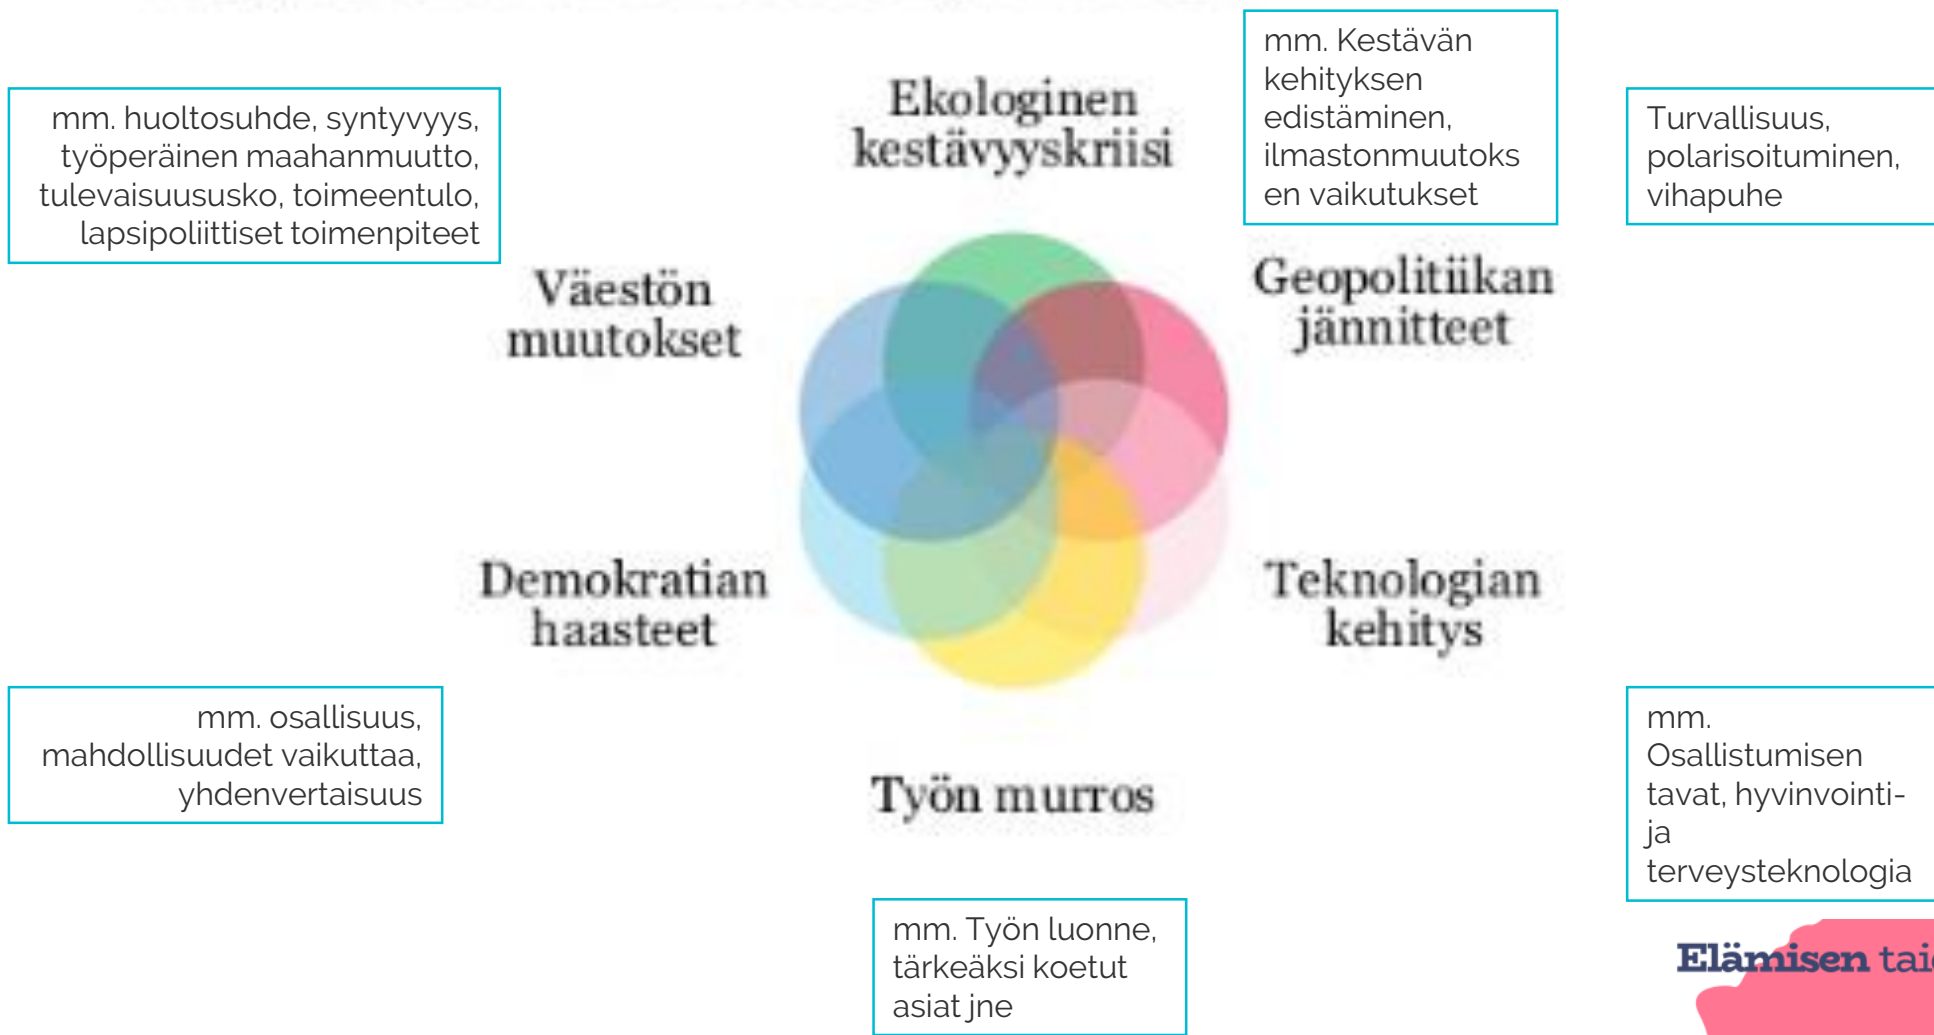 mm. huoltosuhde, syntyvyys,
työperäinen maahanmuutto,
tulevaisuususko, toimeentulo,
lapsipoliittiset toimenpiteet
Ekologinen
kestävyyskriisi
mm. Kestävän
kehityksen
edistäminen,
ilmastonmuutoks
en vaikutukset
Turvallisuus,
polarisoituminen,
vihapuhe
Väestön
muutokset
Geopolitiikan
jännitteet
Demokratian
haasteet
Teknologian
kehitys
mm. osallisuus,
mahdollisuudet vaikuttaa,
yhdenvertaisuus
Työn murros
mm.
Osallistumisen
tavat, hyvinvointi-
ja
terveysteknologia
mm. Työn luonne,
tärkeäksi koetut
asiat jne
Elämisen